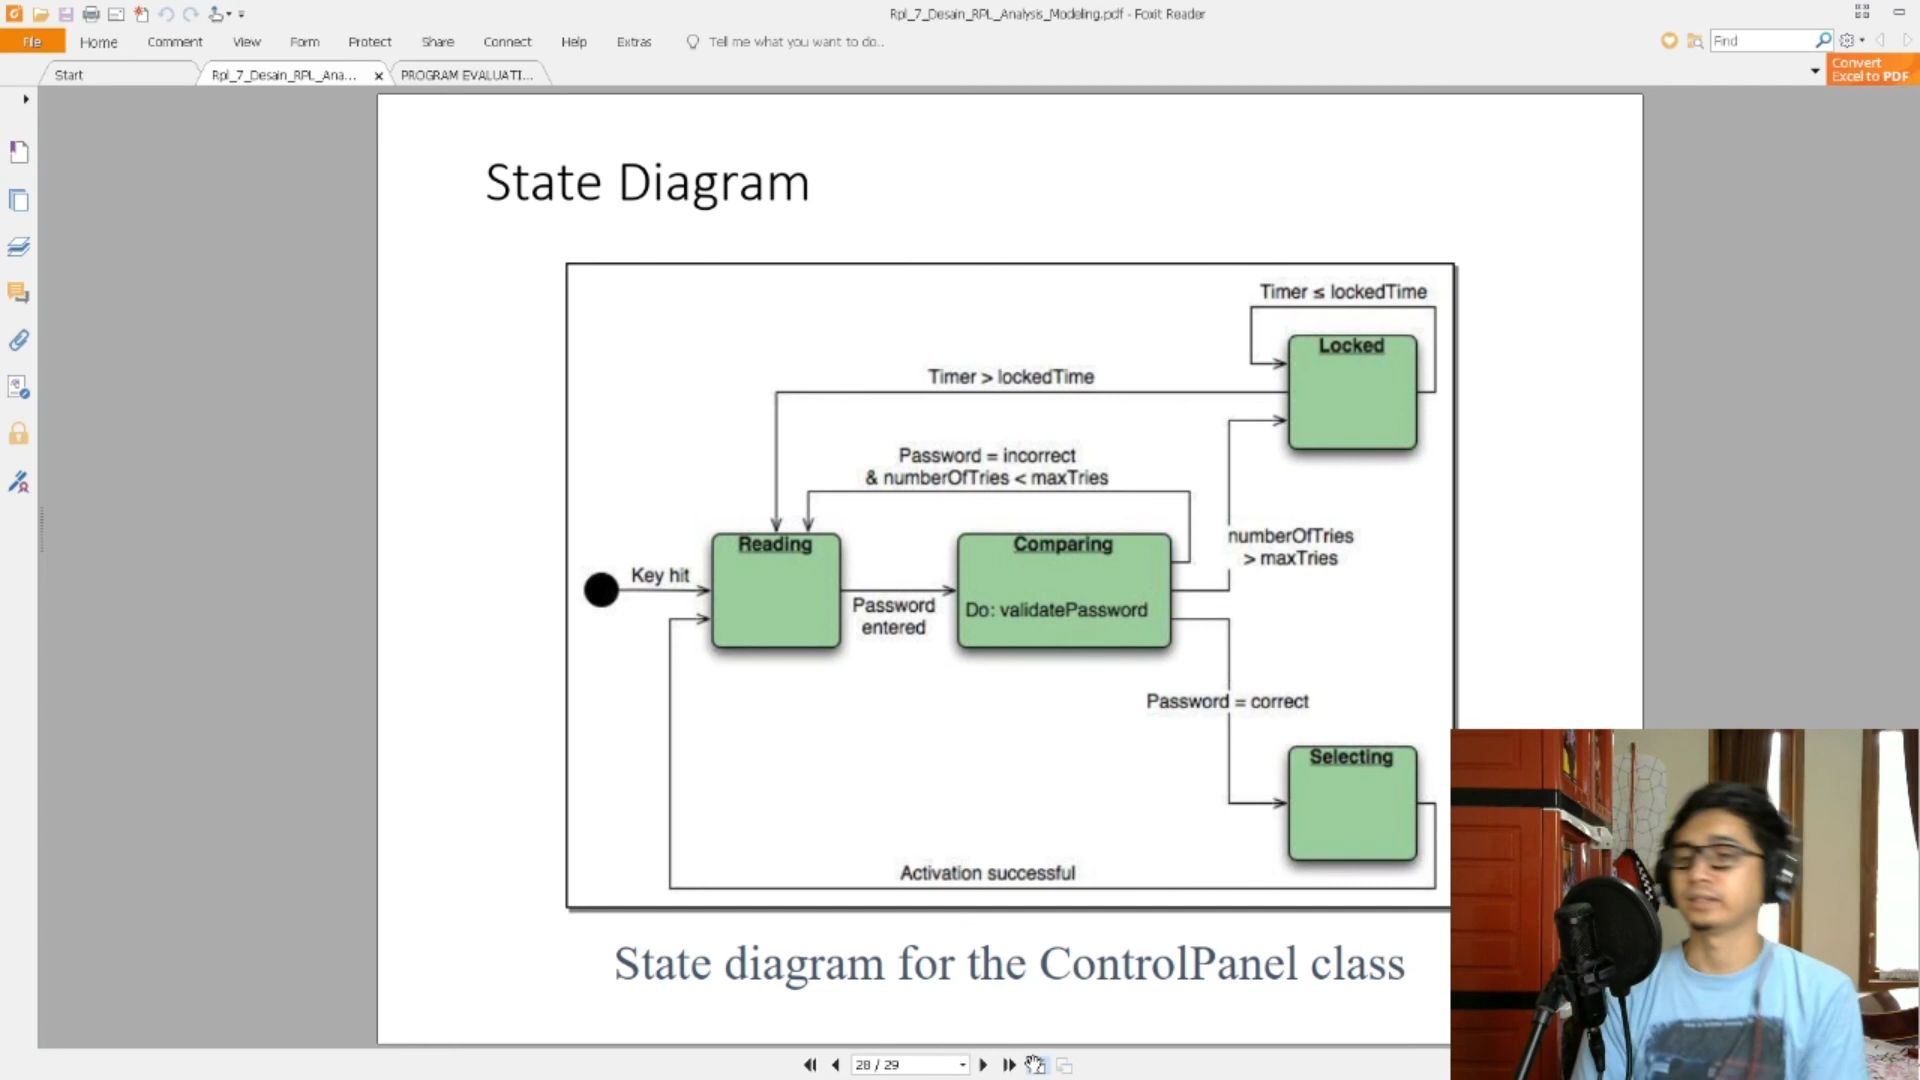 Rpl_7_Desain_RPL_Analysis_Modeling.pdf - Foxit Reader
File Home Comment View Form Protect Share Connect Help Extras Tell me what you want to do.. Find
Start Rpl_7_Desain_RPL_Ana... PROGRAM EVALUATI...
Convert
Excel to PDF
State Diagram
Timer ≤ lockedTime
Locked
Timer > lockedTime
Password = incorrect
& numberOfTries < maxTries
numberOfTries
> maxTries
Reading
Comparing
Key hit
Password
entered
Do: validatePassword
Password = correct
Selecting
Activation successful
State diagram for the ControlPanel class
28 / 29